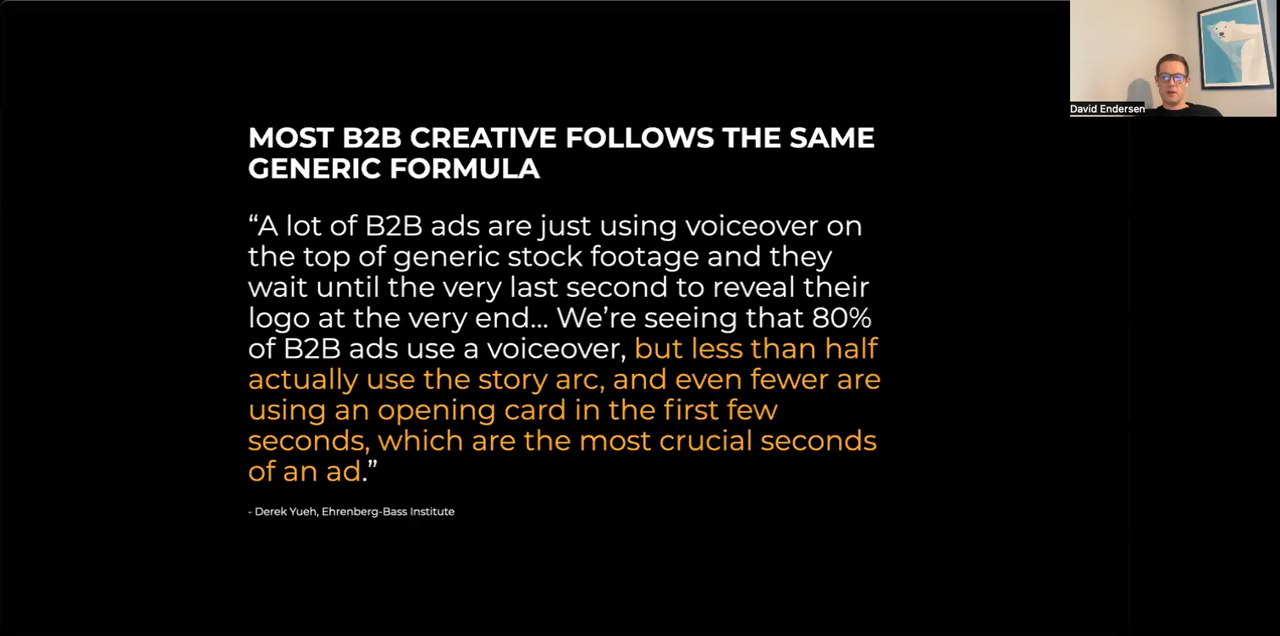 MOST B2B CREATIVE FOLLOWS THE SAME
GENERIC FORMULA
“A lot of B2B ads are just using voiceover on
the top of generic stock footage and they
wait until the very last second to reveal their
logo at the very end... We’re seeing that 80%
of B2B ads use a voiceover, but less than half
actually use the story arc, and even fewer are
using an opening card in the first few
seconds, which are the most crucial seconds
of an ad.”
- Derek Yueh, Ehrenberg-Bass Institute
David Endersen